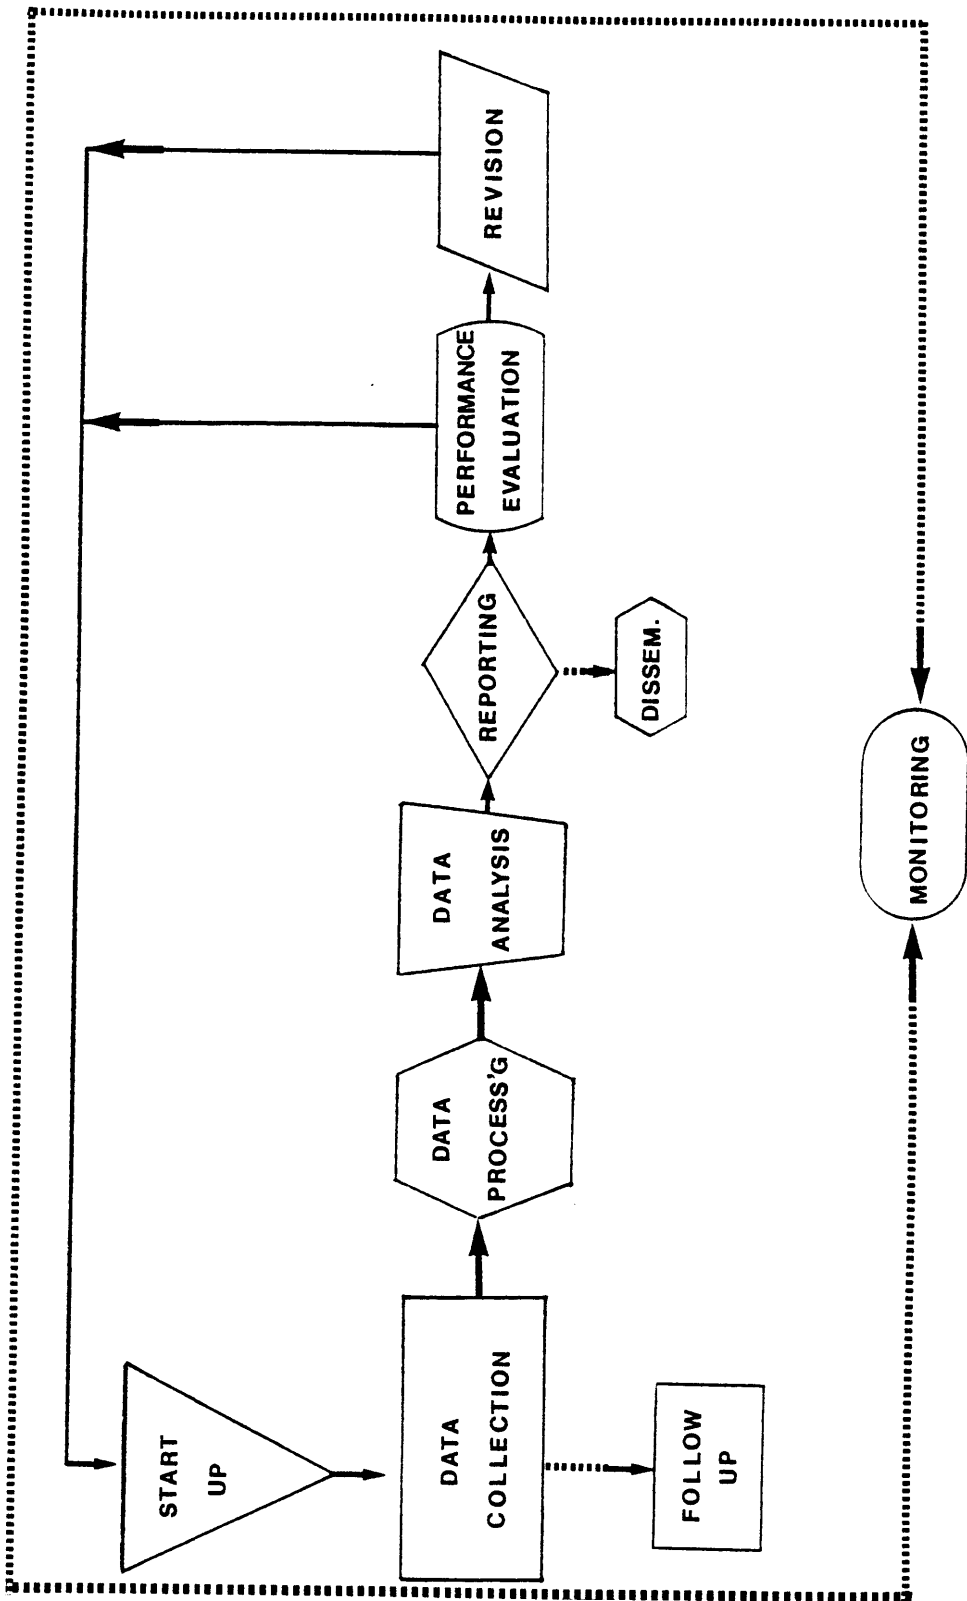 START
UP
DATA
COLLECTION
FOLLOW
UP
DATA
PROCESS'G
DATA
ANALYSIS
REPORTING
DISSEM.
PERFORMANCE
EVALUATION
REVISION
MONITORING